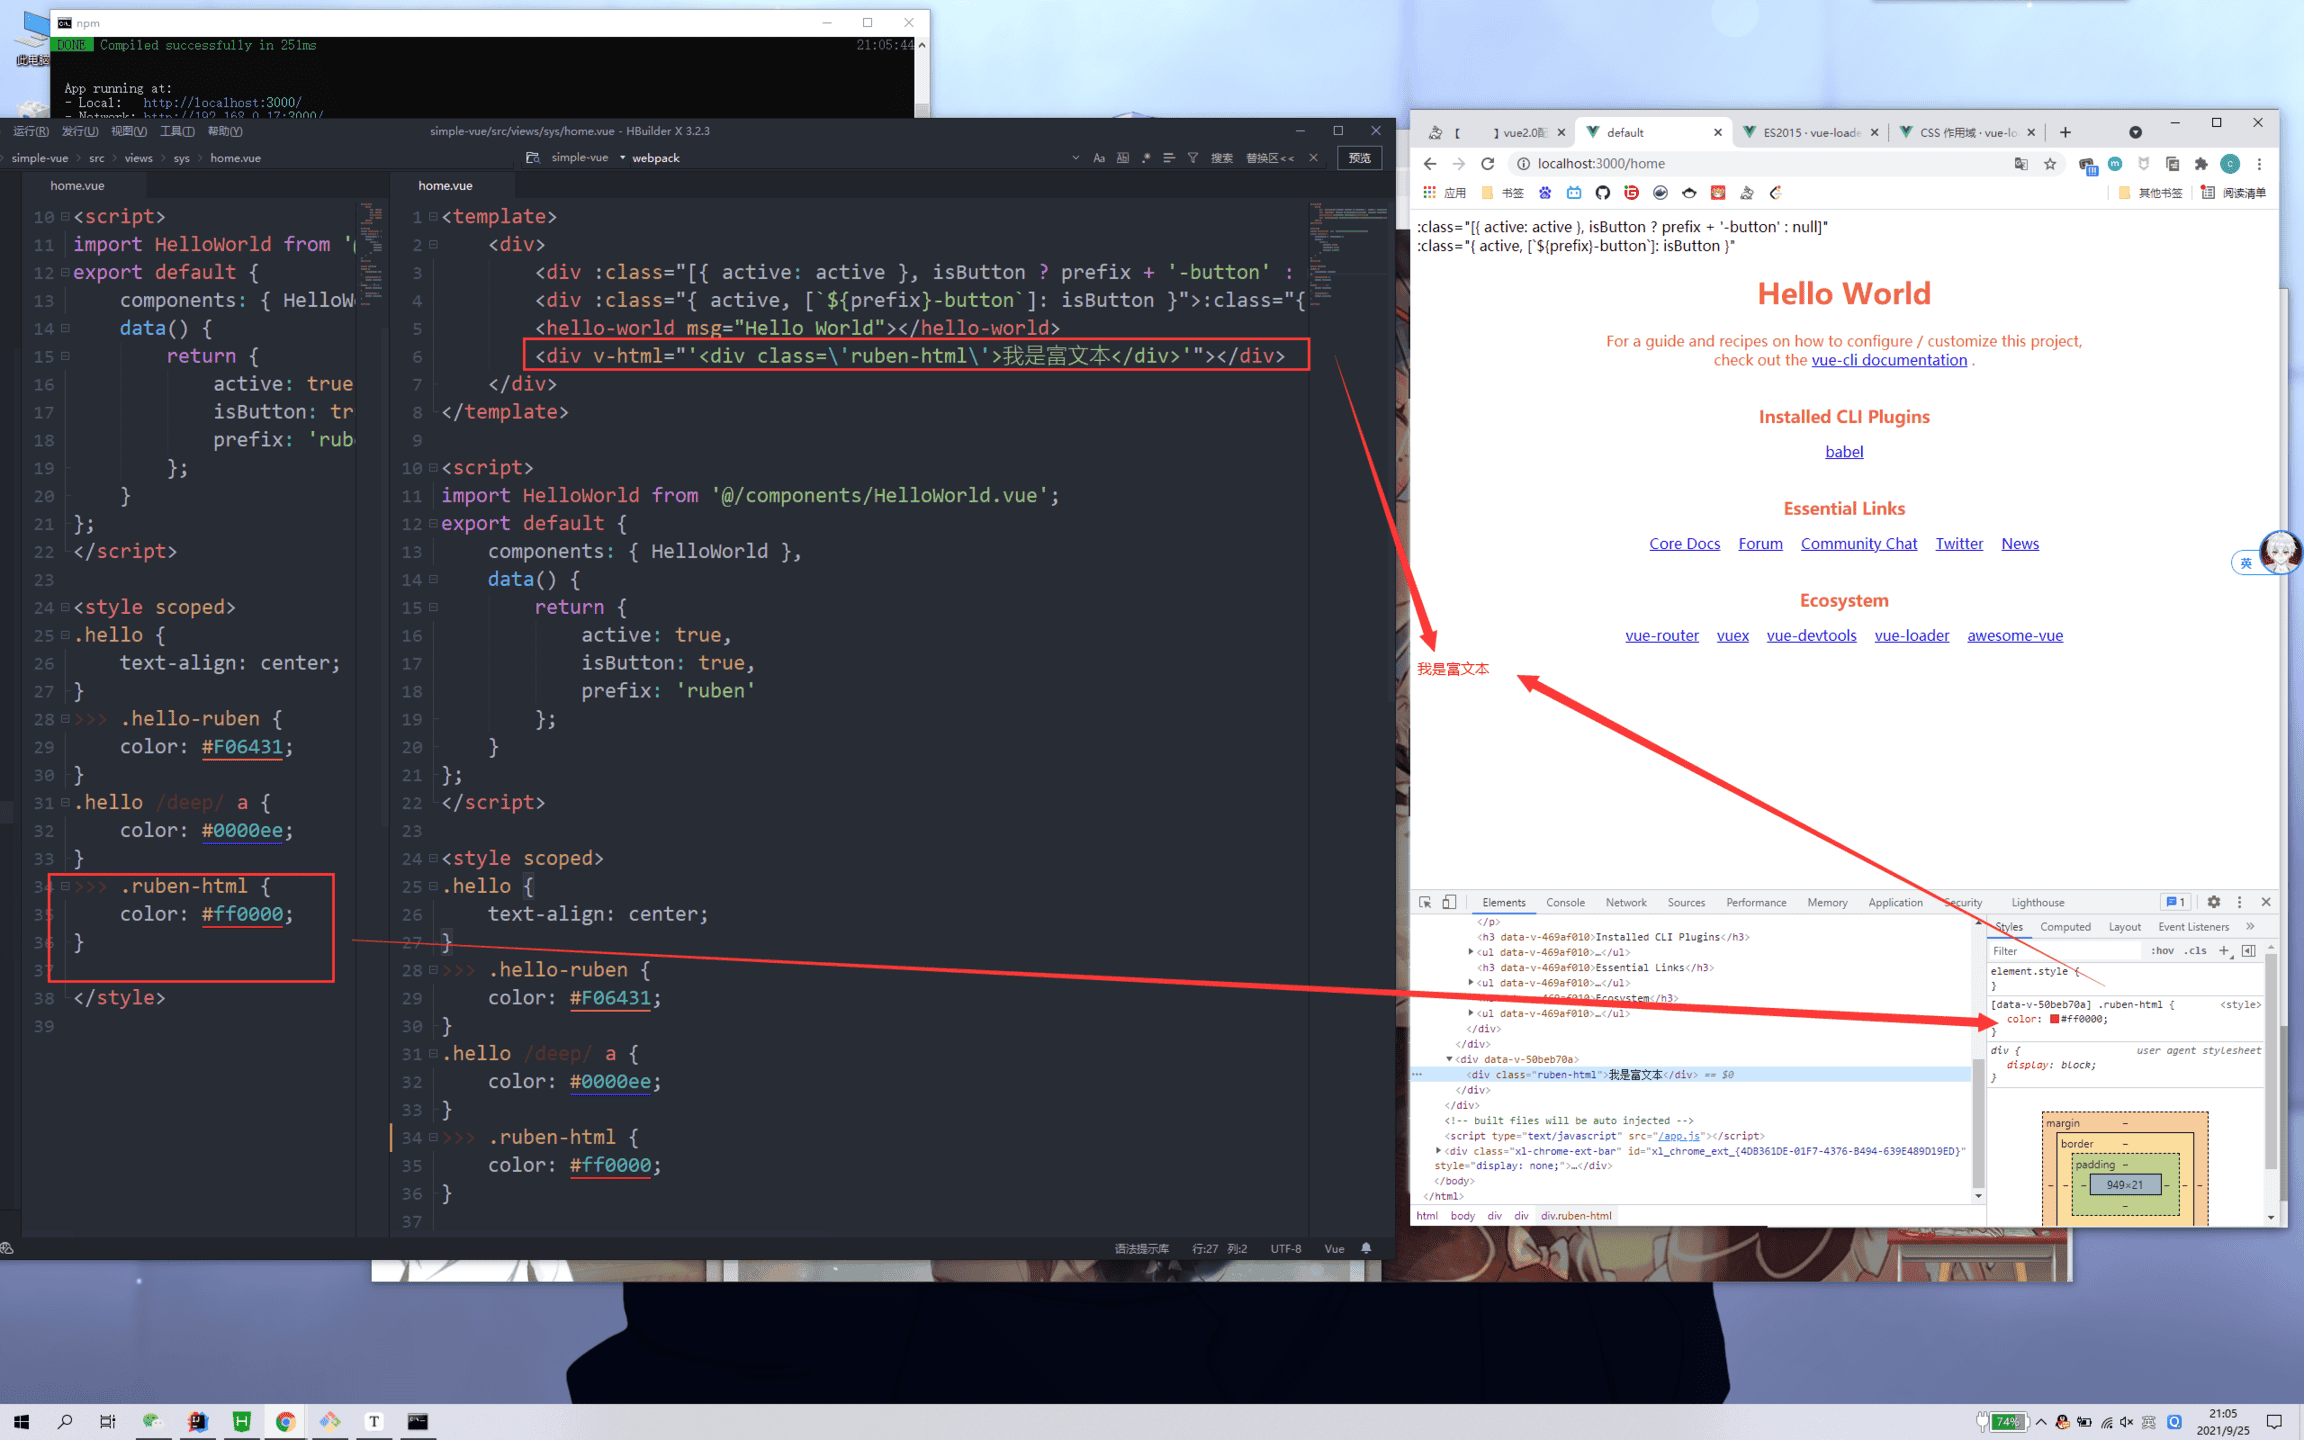 此电脑
npm
DONE Compiled successfully in 251ms 21:05:44
App running at:
- Local: http://localhost:3000/
- Network: http://192.168.0.17:3000/
运行(R) 发行(U) 视图(V) 工具(T) 帮助(Y) simple-vue/src/views/sys/home.vue - HBuilder X 3.2.3
simple-vue > src > views > sys > home.vue simple-vue webpack Aa 搜索 替换区<< 预览
home.vue
10 <script>
11 import HelloWorld from '
12 export default {
13 components: { HelloW
14 data() {
15 return {
16 active: true
17 isButton: tr
18 prefix: 'rub
19 };
20 }
21 };
22 </script>
23
24 <style scoped>
25 .hello {
26 text-align: center;
27 }
28 >>> .hello-ruben {
29 color: #F06431;
30 }
31 .hello /deep/ a {
32 color: #0000ee;
33 }
34 >>> .ruben-html {
35 color: #ff0000;
36 }
37
38 </style>
39
home.vue
1 <template>
2 <div>
3 <div :class="[{ active: active }, isButton ? prefix + '-button' :
4 <div :class="{ active, [`${prefix}-button`]: isButton }">:class="{
5 <hello-world msg="Hello World"></hello-world>
6 <div v-html="'<div class=\'ruben-html\'>我是富文本</div>'"></div>
7 </div>
8 </template>
9
10 <script>
11 import HelloWorld from '@/components/HelloWorld.vue';
12 export default {
13 components: { HelloWorld },
14 data() {
15 return {
16 active: true,
17 isButton: true,
18 prefix: 'ruben'
19 };
20 }
21 };
22 </script>
23
24 <style scoped>
25 .hello {
26 text-align: center;
27 }
28 >>> .hello-ruben {
29 color: #F06431;
30 }
31 .hello /deep/ a {
32 color: #0000ee;
33 }
34 >>> .ruben-html {
35 color: #ff0000;
36 }
37
语法提示库 行:27 列:2 UTF-8 Vue
【 】vue2.0配 default ES2015 · vue-loade CSS 作用域 · vue-lo
localhost:3000/home
应用 书签 其他书签 阅读清单
:class="[{ active: active }, isButton ? prefix + '-button' : null]"
:class="{ active, [`${prefix}-button`]: isButton }"
Hello World
For a guide and recipes on how to configure / customize this project,
check out the vue-cli documentation .
Installed CLI Plugins
babel
Essential Links
Core Docs Forum Community Chat Twitter News
英
Ecosystem
vue-router vuex vue-devtools vue-loader awesome-vue
我是富文本
Elements Console Network Sources Performance Memory Application Security Lighthouse 1
</p>
<h3 data-v-469af010>Installed CLI Plugins</h3>
<ul data-v-469af010>…</ul>
<h3 data-v-469af010>Essential Links</h3>
<ul data-v-469af010>…</ul>
Ecosystem</h3>
<ul data-v-469af010>…</ul>
</div>
</div>
<div data-v-50beb70a>
<div class="ruben-html">我是富文本</div> == $0
</div>
</div>
<!-- built files will be auto injected -->
<script type="text/javascript" src="/app.js"></script>
<div class="xl-chrome-ext-bar" id="xl_chrome_ext_{4DB361DE-01F7-4376-B494-639E489D19ED}"
style="display: none;">…</div>
</body>
</html>
html body div div div.ruben-html
Styles Computed Layout Event Listeners
Filter :hov .cls
element.style {
}
[data-v-50beb70a] .ruben-html { <style>
color: #ff0000;
}
div { user agent stylesheet
display: block;
}
margin -
border -
padding -
- - - 949×21 - - -
-
74% 英
21:05
2021/9/25